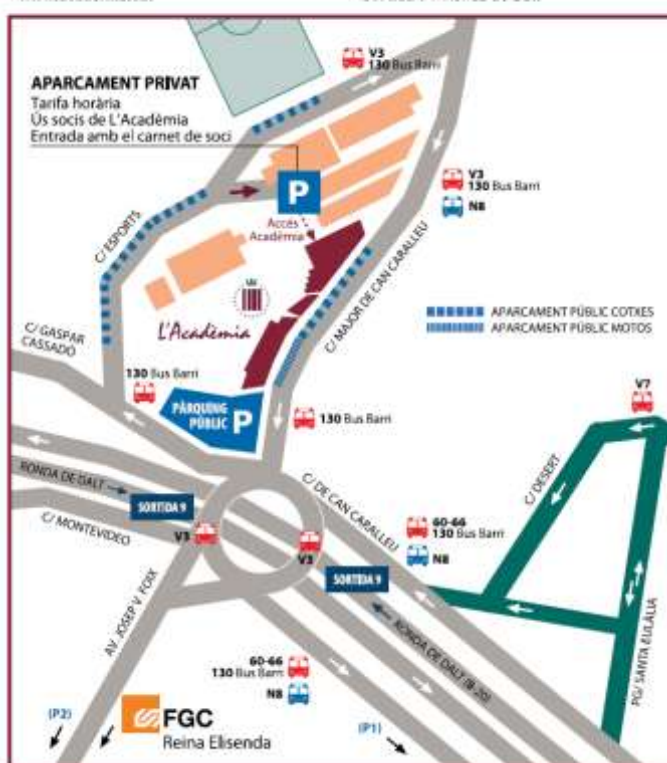 V3
130 Bus Barri
APARCAMENT PRIVAT
Tarifa horària
Ús socis de L'Acadèmia
Entrada amb el carnet de soci
P
V3
130 Bus Barri
N8
Accés
Acadèmia
C/ ESPORTS
C/ MAJOR DE CAN CARALLEU
L'Acadèmia
APARCAMENT PÚBLIC COTXES
APARCAMENT PÚBLIC MOTOS
C/ GASPAR
CASSADÓ
130 Bus Barri
PÀRQUING
PÚBLIC
P
130 Bus Barri
V7
C/ DESERT
RONDA DE DALT
SORTIDA 9
C/ MONTEVIDEO
V3
V3
C/ DE CAN CARALLEU
60-66
130 Bus Barri
N8
SORTIDA 9
AV. JOSEP V. FOIX
RONDA DE DALT (B-20)
PG/ SANTA EULÀLIA
60-66
130 Bus Barri
N8
(P2)
FGC
Reina Elisenda
(P1)